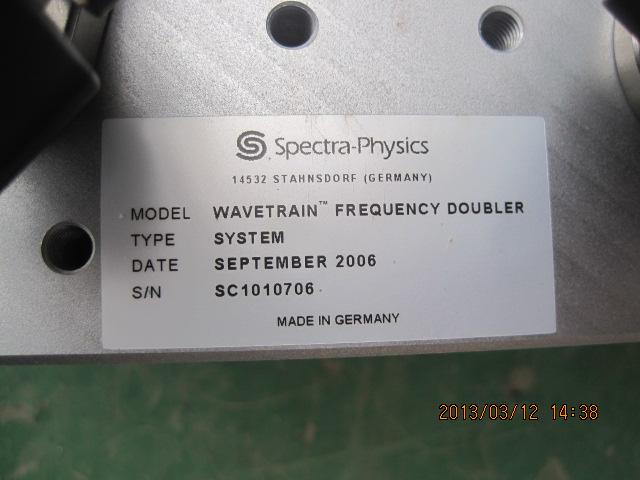 Spectra-Physics
14532 STAHNSDORF (GERMANY)
MODEL WAVETRAIN™ FREQUENCY DOUBLER
TYPE SYSTEM
DATE SEPTEMBER 2006
S/N SC1010706
MADE IN GERMANY
2013/03/12 14:38